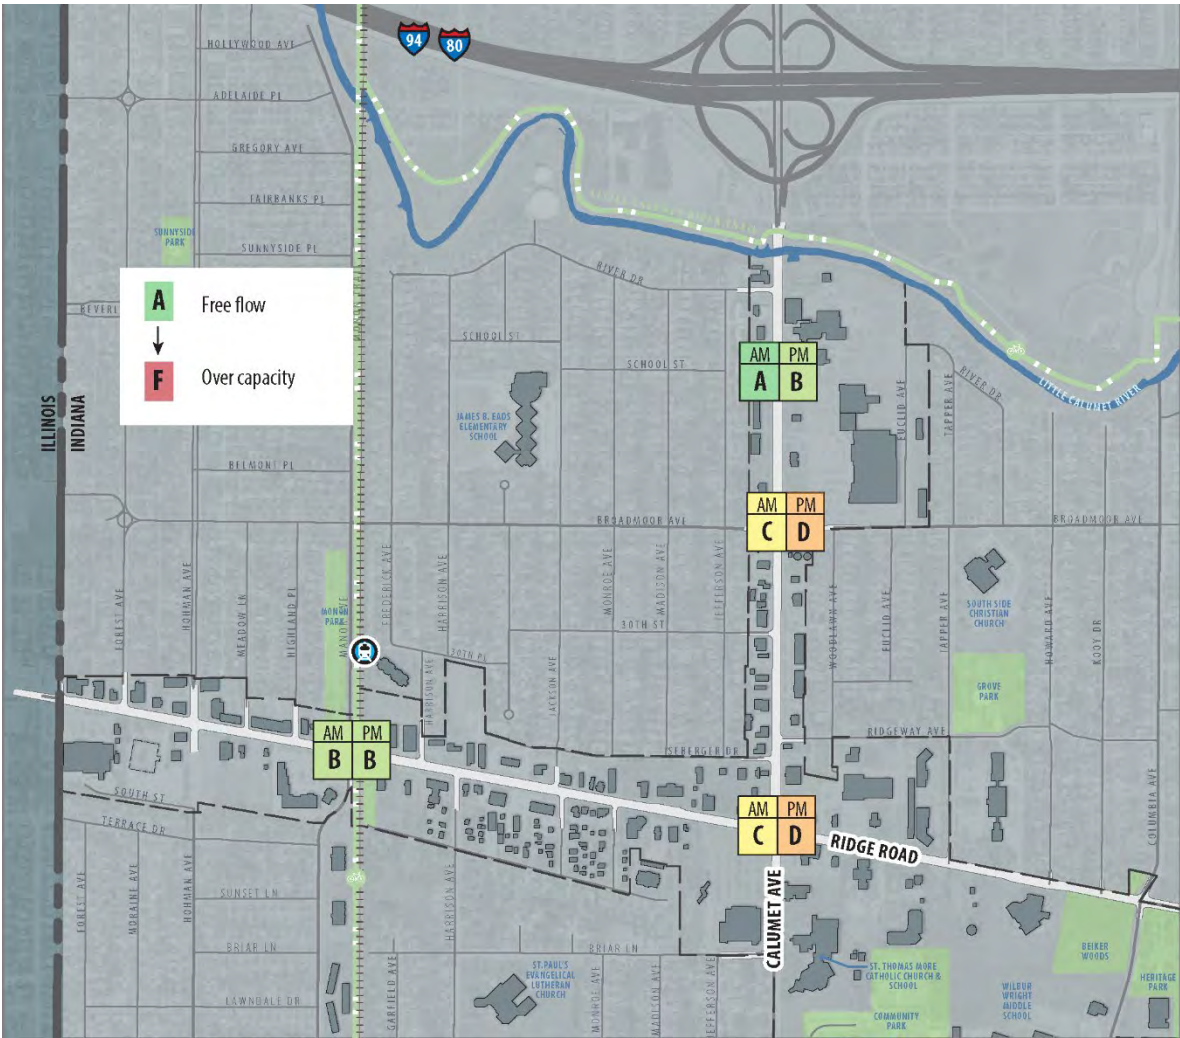 94
80
HOLLYWOOD AVE
ADELAIDE PL
GREGORY AVE
FAIRBANKS PL
SUNNYSIDE
PARK
SUNNYSIDE PL
RIVER DR
BEVERL
A
Free flow
F
Over capacity
ILLINOIS
INDIANA
SCHOOL ST
SCHOOL ST
AM PM
A B
JAMES B. EADS
ELEMENTARY
SCHOOL
EUCLID AVE
TAPPER AVE
RIVER DR
LITTLE CALUMET RIVER
BELMONT PL
AM PM
C D
BROADMOOR AVE
BROADMOOR AVE
FOREST AVE
HOHMAN AVE
MEADOW LN
HIGHLAND PL
MANOR AVE
MONON
PARK
FREDERICK AVE
HARRISON AVE
MONROE AVE
MADISON AVE
JEFFERSON AVE
30TH ST
30TH PL
HARRISON AVE
JACKSON AVE
WOODLAWN AVE
EUCLID AVE
TAPPER AVE
SOUTH SIDE
CHRISTIAN
CHURCH
HOWARD AVE
KOOY DR
GROVE
PARK
RIDGEWAY AVE
SEBERGER DR
AM PM
B B
SOUTH ST
TERRACE DR
AM PM
C D
RIDGE ROAD
CALUMET AVE
COLUMBIA AVE
FOREST AVE
MORAINE AVE
HOHMAN AVE
SUNSET LN
HARRISON AVE
BRIAR LN
BRIAR LN
LAWNDALE DR
GARFIELD AVE
ST. PAUL'S
EVANGELICAL
LUTHERAN
CHURCH
MONROE AVE
MADISON AVE
JEFFERSON AVE
ST. THOMAS MORE
CATHOLIC CHURCH &
SCHOOL
COMMUNITY
PARK
WILBUR
WRIGHT
MIDDLE
SCHOOL
BEIKER
WOODS
HERITAGE
PARK